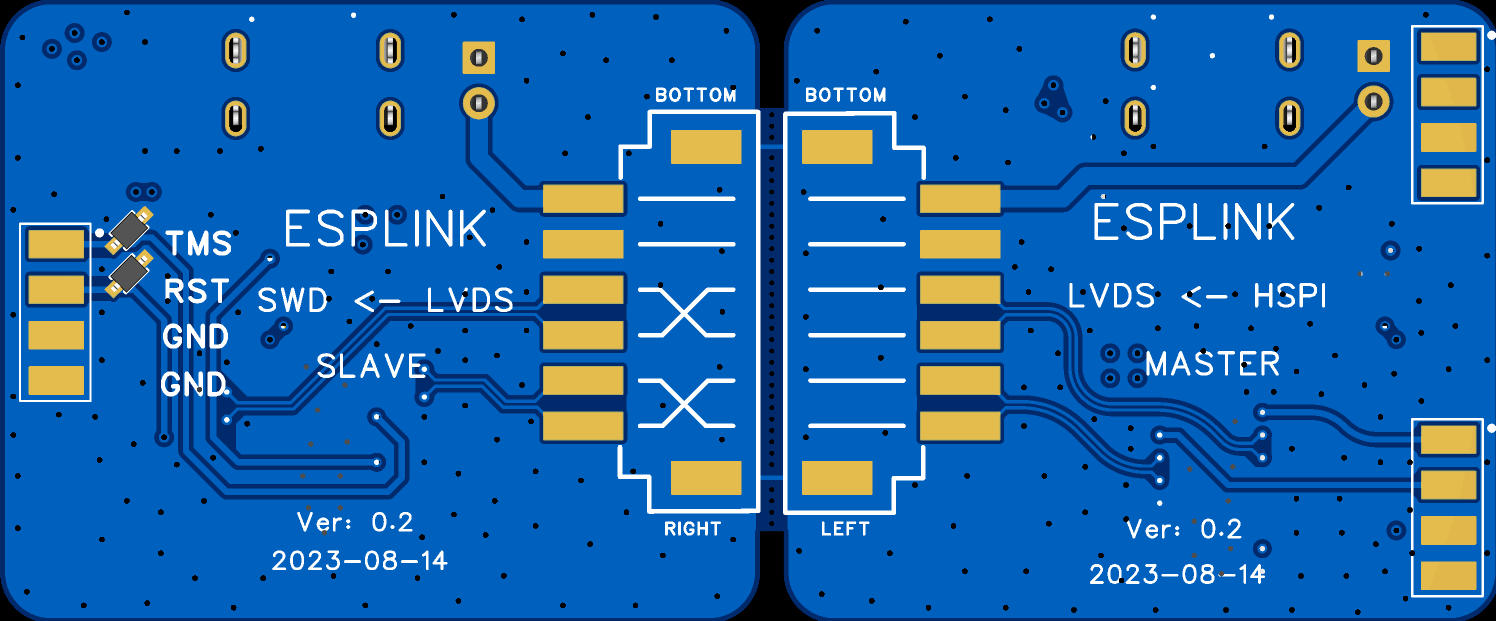 BOTTOM
TMS
RST
GND
GND
ESPLINK
SWD <- LVDS
SLAVE
Ver: 0.2
2023-08-14
RIGHT
BOTTOM
ESPLINK
LVDS <- HSPI
MASTER
LEFT
Ver: 0.2
2023-08-14